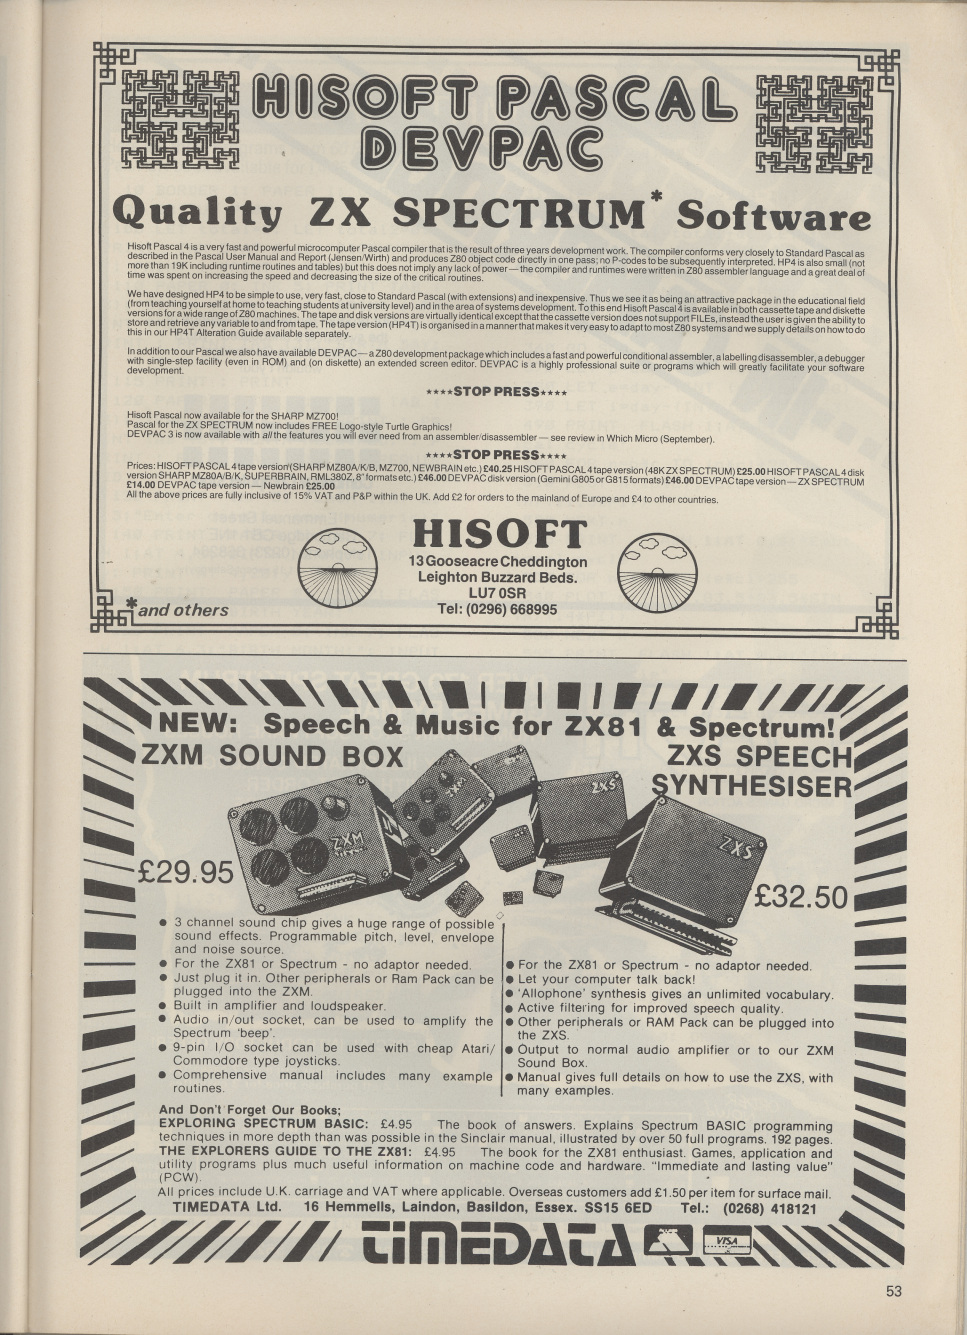 HISOFT PASCAL
DEVPAC
Quality ZX SPECTRUM* Software
Hisoft Pascal 4 is a very fast and powerful microcomputer Pascal compiler that is the result of three years development work. The compiler conforms very closely to Standard Pascal as
described in the Pascal User Manual and Report (Jensen/Wirth) and produces Z80 object code directly in one pass; no P-codes to be subsequently interpreted. HP4 is also small (not
more than 19K including runtime routines and tables) but this does not imply any lack of power — the compiler and runtimes were written in Z80 assembler language and a great deal of
time was spent on increasing the speed and decreasing the size of the critical routines.
We have designed HP4 to be simple to use, very fast, close to Standard Pascal (with extensions) and inexpensive. Thus we see it as being an attractive package in the educational field
(from teaching yourself at home to teaching students at university level) and in the area of systems development. To this end Hisoft Pascal 4 is available in both cassette tape and diskette
versions for a wide range of Z80 machines. The tape and disk versions are virtually identical except that the cassette version does not support FILEs, instead the user is given the ability to
store and retrieve any variable to and from tape. The tape version (HP4T) is organised in a manner that makes it very easy to adapt to most Z80 systems and we supply details on how to do
this in our HP4T Alteration Guide available separately.
In addition to our Pascal we also have available DEVPAC — a Z80 development package which includes a fast and powerful conditional assembler, a labelling disassembler, a debugger
with single-step facility (even in ROM) and (on diskette) an extended screen editor. DEVPAC is a highly professional suite or programs which will greatly facilitate your software
development.
****STOP PRESS****
Hisoft Pascal now available for the SHARP MZ700!
Pascal for the ZX SPECTRUM now includes FREE Logo-style Turtle Graphics!
DEVPAC 3 is now available with all the features you will ever need from an assembler/disassembler — see review in Which Micro (September).
****STOP PRESS****
Prices: HISOFT PASCAL 4 tape version (SHARP MZ80A/K/B, MZ700, NEWBRAIN etc.) £40.25 HISOFT PASCAL 4 tape version (48K ZX SPECTRUM) £25.00 HISOFT PASCAL 4 disk
version SHARP MZ80A/B/K, SUPERBRAIN, RML380Z, 8" formats etc.) £46.00 DEVPAC disk version (Gemini G805 or G815 formats) £46.00 DEVPAC tape version — ZX SPECTRUM
£14.00 DEVPAC tape version — Newbrain £25.00
All the above prices are fully inclusive of 15% VAT and P&P within the UK. Add £2 for orders to the mainland of Europe and £4 to other countries.
HISOFT
13 Gooseacre Cheddington
Leighton Buzzard Beds.
LU7 0SR
Tel: (0296) 668995
*and others
NEW: Speech & Music for ZX81 & Spectrum!
ZXM SOUND BOX
ZXS SPEECH
SYNTHESISER
ZXM
ZXS
ZXM
ZXS
£29.95
£32.50
● 3 channel sound chip gives a huge range of possible
sound effects. Programmable pitch, level, envelope
and noise source.
● For the ZX81 or Spectrum - no adaptor needed.
● Just plug it in. Other peripherals or Ram Pack can be
plugged into the ZXM.
● Built in amplifier and loudspeaker.
● Audio in/out socket, can be used to amplify the
Spectrum 'beep'.
● 9-pin I/O socket can be used with cheap Atari/
Commodore type joysticks.
● Comprehensive manual includes many example
routines.
● For the ZX81 or Spectrum - no adaptor needed.
● Let your computer talk back!
● 'Allophone' synthesis gives an unlimited vocabulary.
● Active filtering for improved speech quality.
● Other peripherals or RAM Pack can be plugged into
the ZXS.
● Output to normal audio amplifier or to our ZXM
Sound Box.
● Manual gives full details on how to use the ZXS, with
many examples.
And Don't Forget Our Books;
EXPLORING SPECTRUM BASIC: £4.95 The book of answers. Explains Spectrum BASIC programming
techniques in more depth than was possible in the Sinclair manual, illustrated by over 50 full programs. 192 pages.
THE EXPLORERS GUIDE TO THE ZX81: £4.95 The book for the ZX81 enthusiast. Games, application and
utility programs plus much useful information on machine code and hardware. "Immediate and lasting value"
(PCW).
All prices include U.K. carriage and VAT where applicable. Overseas customers add £1.50 per item for surface mail.
TIMEDATA Ltd. 16 Hemmells, Laindon, Basildon, Essex. SS15 6ED Tel.: (0268) 418121
TIMEDATA
VISA
53